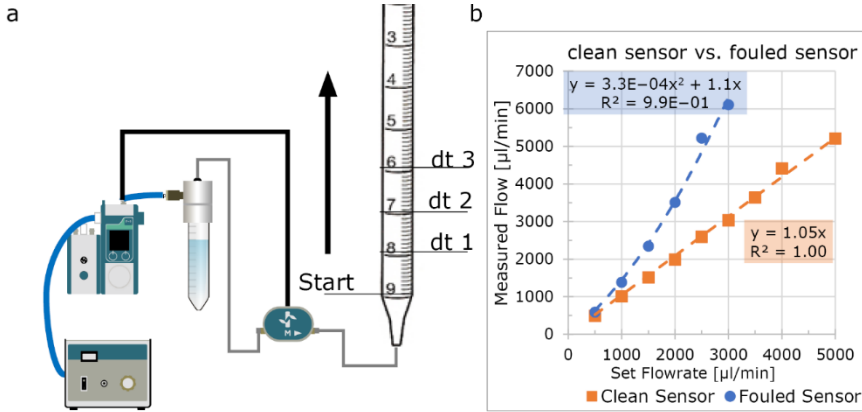 a
3
4
5
6
7
8
9
dt 3
dt 2
dt 1
Start
M
b
clean sensor vs. fouled sensor
y = 3.3E−04x² + 1.1x
R² = 9.9E−01
y = 1.05x
R² = 1.00
Measured Flow [µl/min]
7000
6000
5000
4000
3000
2000
1000
0
0
1000
2000
3000
4000
5000
Set Flowrate [µl/min]
Clean Sensor
Fouled Sensor